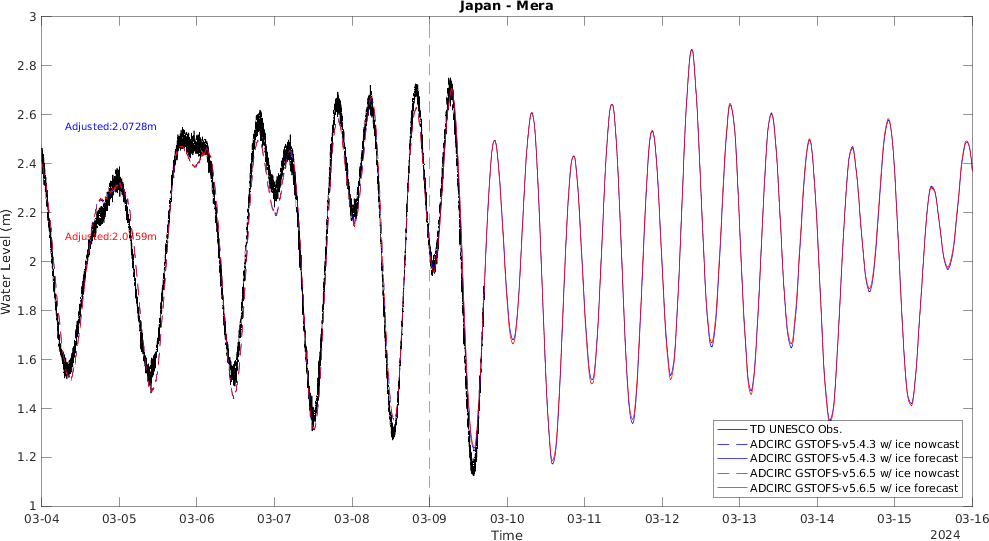 Japan - Mera
3
2.8
2.6
2.4
2.2
2
1.8
1.6
1.4
1.2
1
Water Level (m)
Adjusted:2.0728m
Adjusted:2.0459m
TD UNESCO Obs.
ADCIRC GSTOFS-v5.4.3 w/ ice nowcast
ADCIRC GSTOFS-v5.4.3 w/ ice forecast
ADCIRC GSTOFS-v5.6.5 w/ ice nowcast
ADCIRC GSTOFS-v5.6.5 w/ ice forecast
03-04 03-05 03-06 03-07 03-08 03-09 03-10 03-11 03-12 03-13 03-14 03-15 03-16
Time
2024